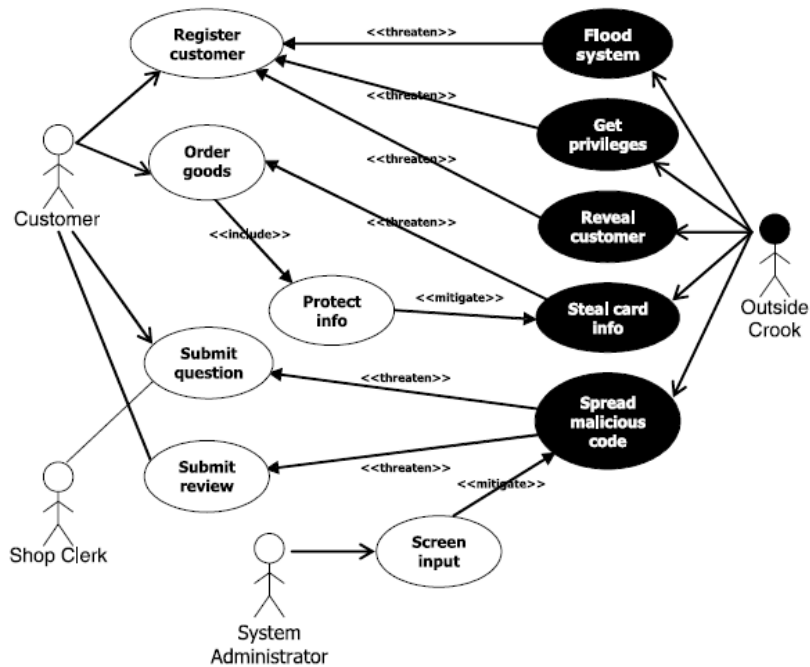 Register
customer
<<threaten>>
Flood
system
<<threaten>>
Get
privileges
Order
goods
<<threaten>>
Customer
Reveal
customer
<<threaten>>
<<include>>
Protect
info
<<mitigate>>
Steal card
info
Outside
Crook
Submit
question
<<threaten>>
Spread
malicious
code
Submit
review
<<threaten>>
<<mitigate>>
Shop Clerk
Screen
input
System
Administrator